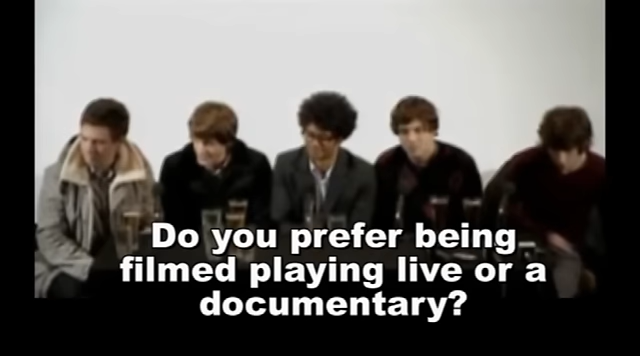 Do you prefer being
filmed playing live or a
documentary?